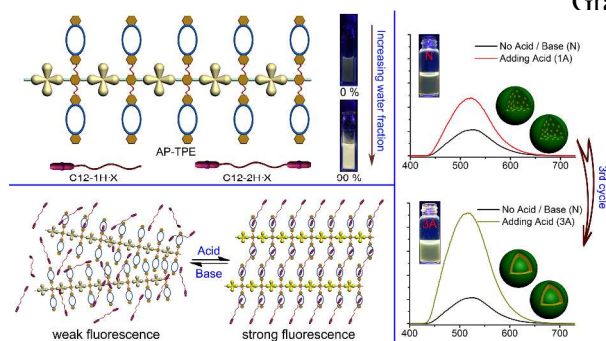 Gra
0 %
90 %
Increasing water fraction
AP-TPE
C12-1H·X
C12-2H·X
Acid
Base
weak fluorescence
strong fluorescence
N
No Acid / Base (N)
Adding Acid (1A)
400 500 600 700
3rd cycle
3A
No Acid / Base (N)
Adding Acid (3A)
400 500 600 700